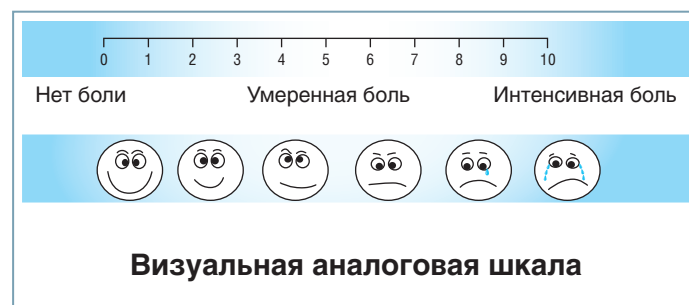 0 1 2 3 4 5 6 7 8 9 10
Нет боли Умеренная боль Интенсивная боль
Визуальная аналоговая шкала